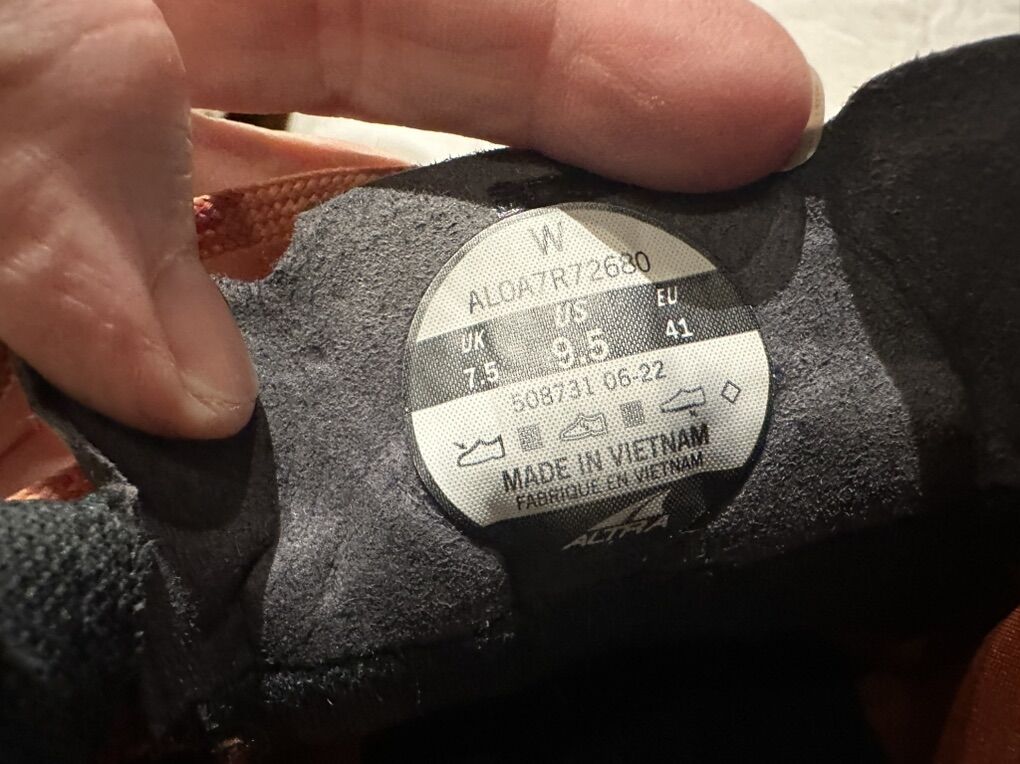 W
AL0A7R72680
UK US EU
7.5 9.5 41
508731 06-22
MADE IN VIETNAM
FABRIQUE EN VIETNAM
ALTRA